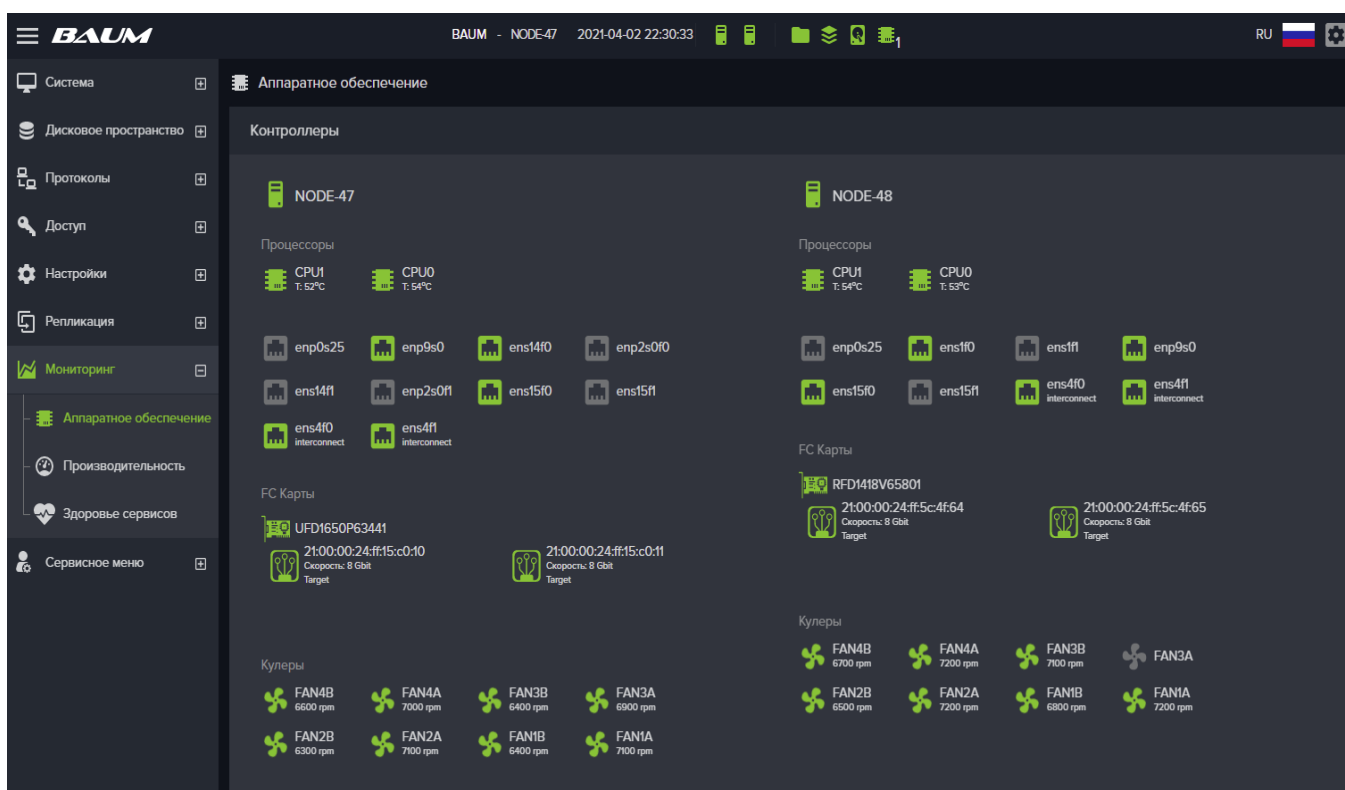 BAUM
BAUM - NODE-47 2021-04-02 22:30:33
1
RU
Система
Дисковое пространство
Протоколы
Доступ
Настройки
Репликация
Мониторинг
Аппаратное обеспечение
Производительность
Здоровье сервисов
Сервисное меню
Аппаратное обеспечение
Контроллеры
NODE-47
Процессоры
CPU1 CPU0
T: 52°C T: 54°C
enp0s25 enp9s0 ens14f0 enp2s0f0
ens14f1 enp2s0f1 ens15f0 ens15f1
ens4f0 ens4f1
interconnect interconnect
FC Карты
UFD1650P63441
21:00:00:24:ff:15:c0:10 21:00:00:24:ff:15:c0:11
Скорость: 8 Gbit Скорость: 8 Gbit
Target Target
Кулеры
FAN4B FAN4A FAN3B FAN3A
6600 rpm 7000 rpm 6400 rpm 6900 rpm
FAN2B FAN2A FAN1B FAN1A
6300 rpm 7100 rpm 6400 rpm 7100 rpm
NODE-48
Процессоры
CPU1 CPU0
T: 54°C T: 53°C
enp0s25 ens1f0 ens1f1 enp9s0
ens15f0 ens15f1 ens4f0 ens4f1
interconnect interconnect
FC Карты
RFD1418V65801
21:00:00:24:ff:5c:4f:64 21:00:00:24:ff:5c:4f:65
Скорость: 8 Gbit Скорость: 8 Gbit
Target Target
Кулеры
FAN4B FAN4A FAN3B FAN3A
6700 rpm 7200 rpm 7100 rpm
FAN2B FAN2A FAN1B FAN1A
6500 rpm 7200 rpm 6800 rpm 7200 rpm